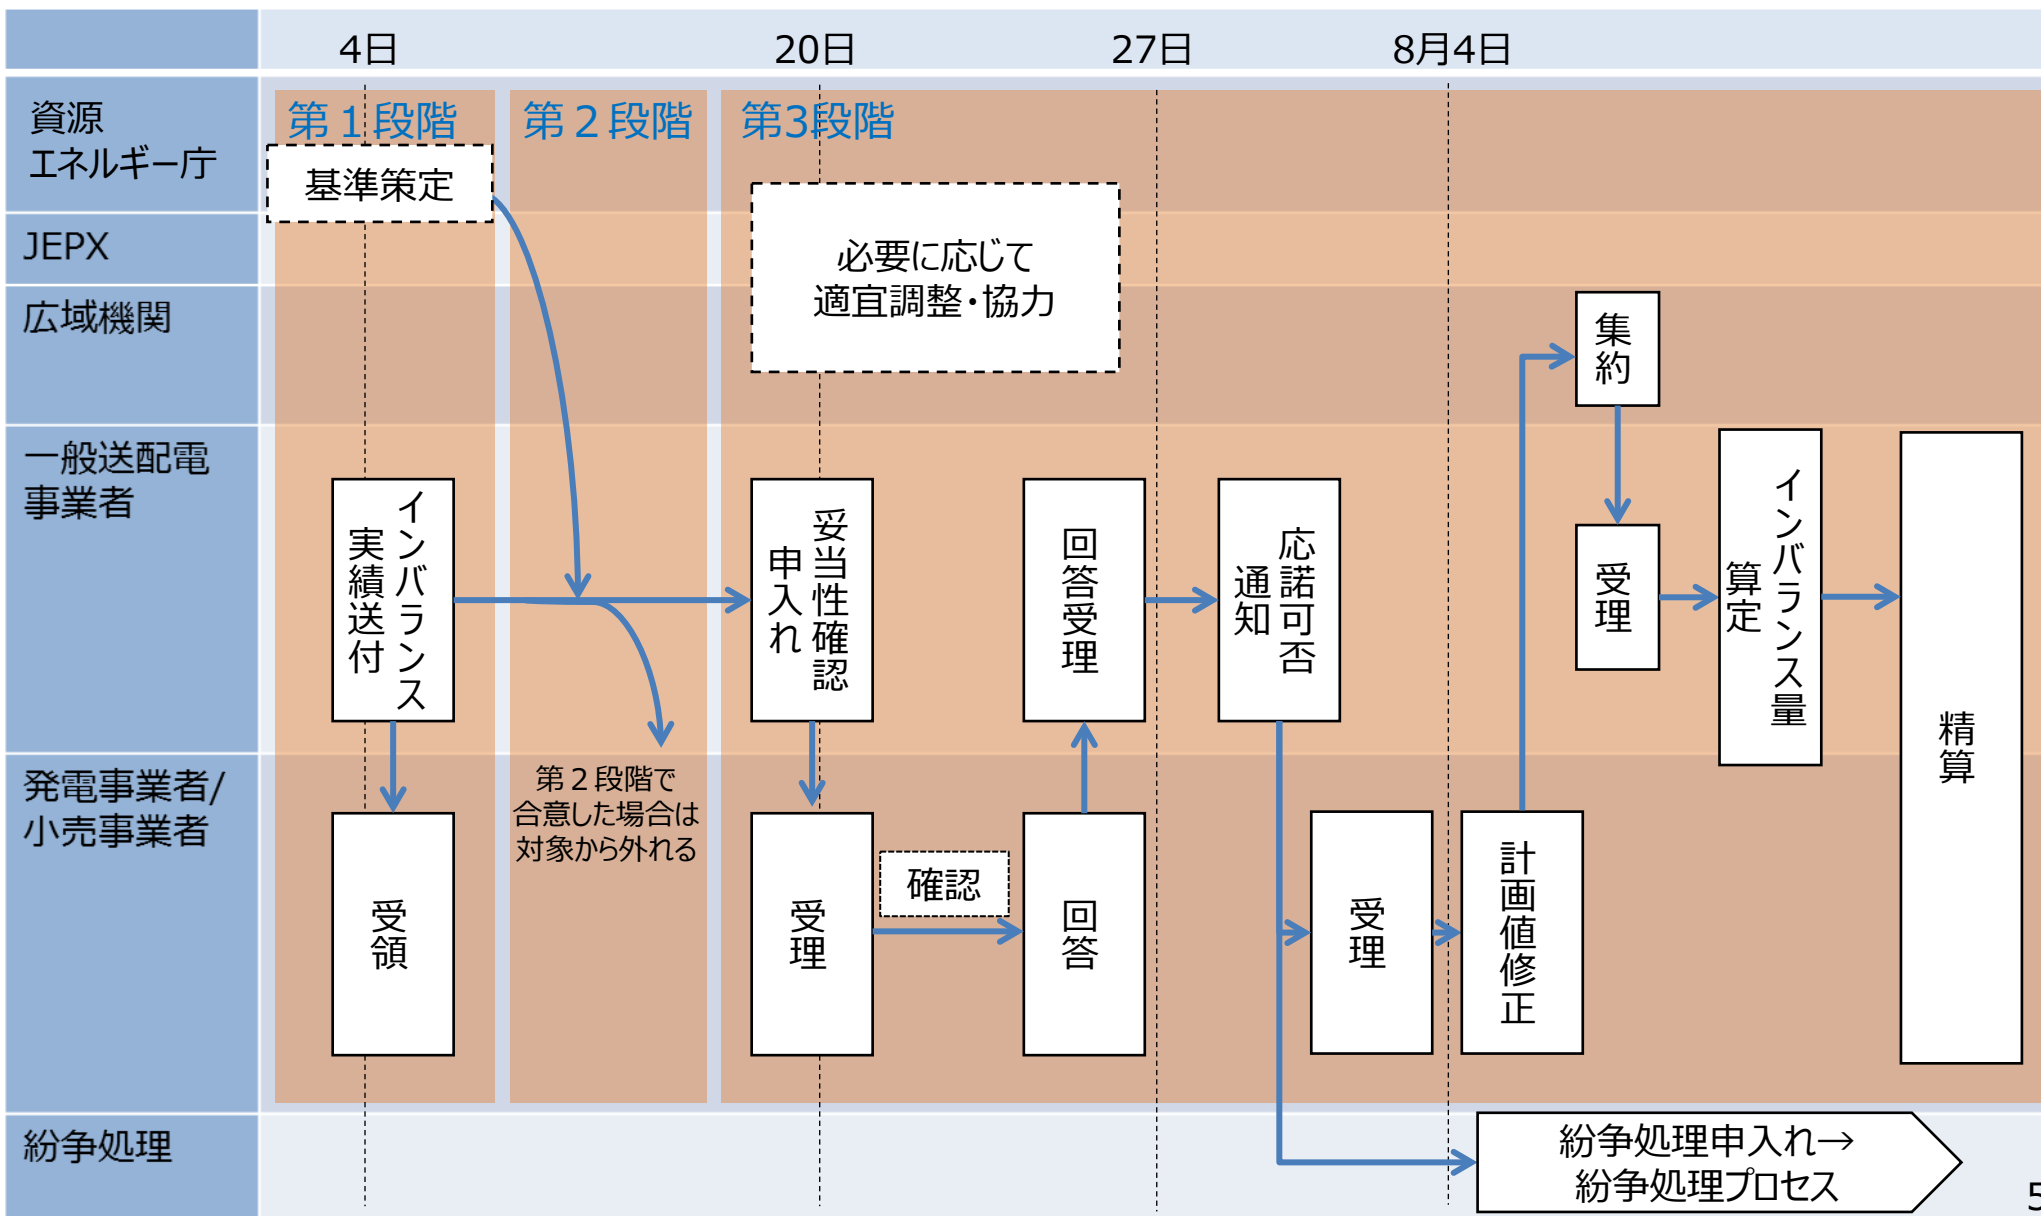 4日
20日
27日
8月4日
資源
エネルギー庁
第１段階
第２段階
第3段階
基準策定
JEPX
必要に応じて
適宜調整・協力
広域機関
集約
一般送配電
事業者
インバランス
実績送付
妥当性確認
申入れ
回答受理
応諾可否
通知
受理
インバランス量
算定
精算
発電事業者/
小売事業者
第２段階で
合意した場合は
対象から外れる
受領
受理
確認
回答
受理
計画値修正
紛争処理
紛争処理申入れ→
紛争処理プロセス
5